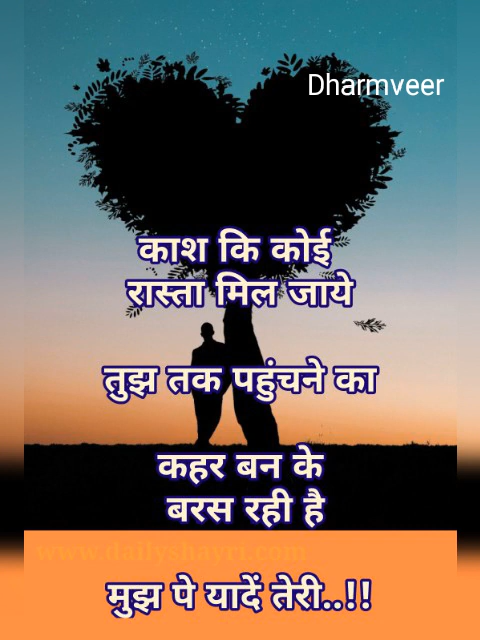 Dharmveer
काश कि कोई
रास्ता मिल जाये
तुझ तक पहुंचने का
कहर बन के
बरस रही है
www.dailyshayri.com
मुझ पे यादें तेरी..!!